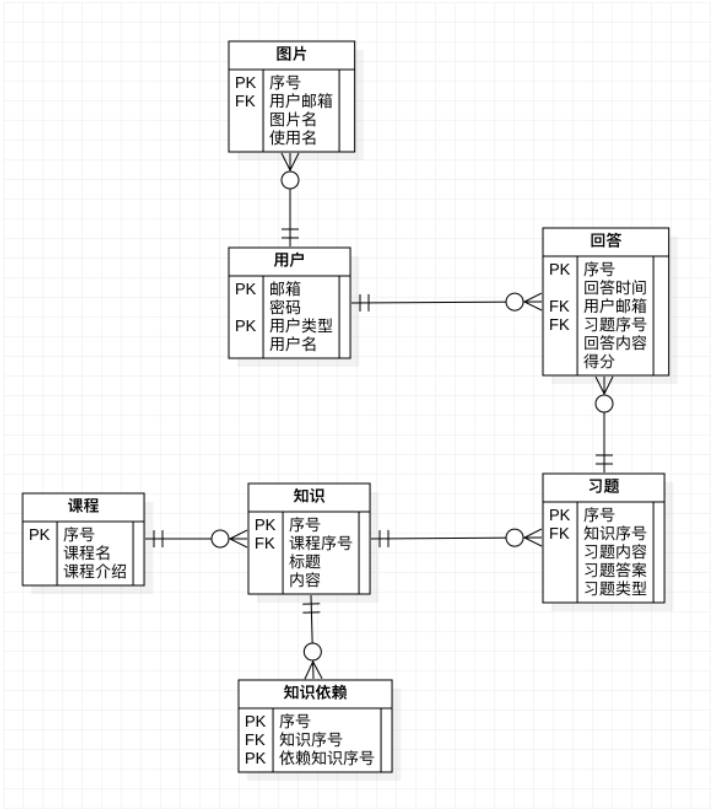 图片
PK 序号
FK 用户邮箱
图片名
使用名
用户
PK 邮箱
密码
PK 用户类型
用户名
回答
PK 序号
回答时间
FK 用户邮箱
FK 习题序号
回答内容
得分
课程
PK 序号
课程名
课程介绍
知识
PK 序号
FK 课程序号
标题
内容
习题
PK 序号
FK 知识序号
习题内容
习题答案
习题类型
知识依赖
PK 序号
FK 知识序号
PK 依赖知识序号